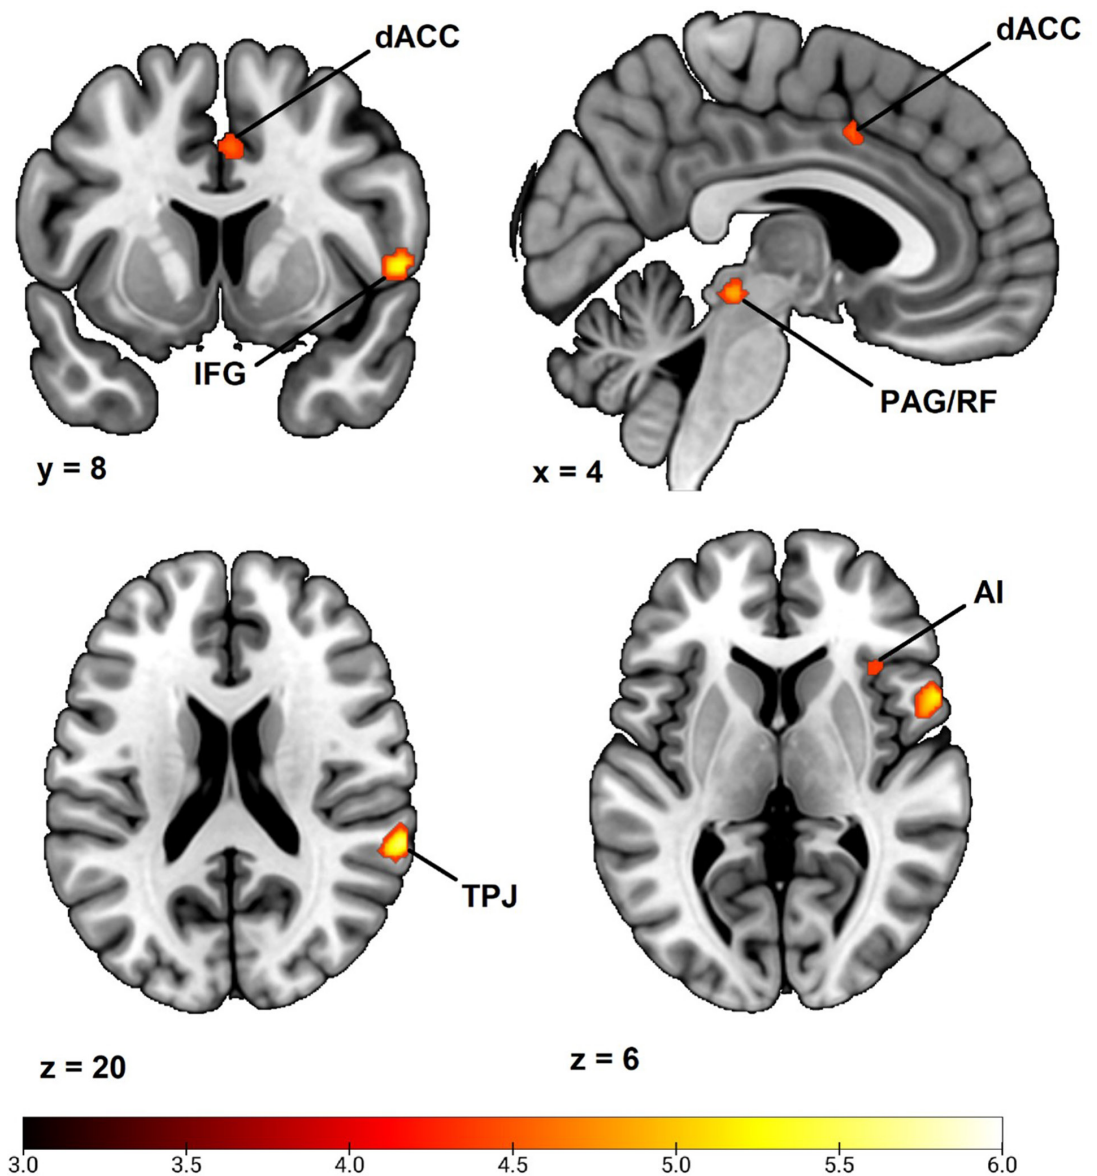 dACC
dACC
IFG
PAG/RF
y = 8
x = 4
AI
TPJ
z = 20
z = 6
3.0 3.5 4.0 4.5 5.0 5.5 6.0